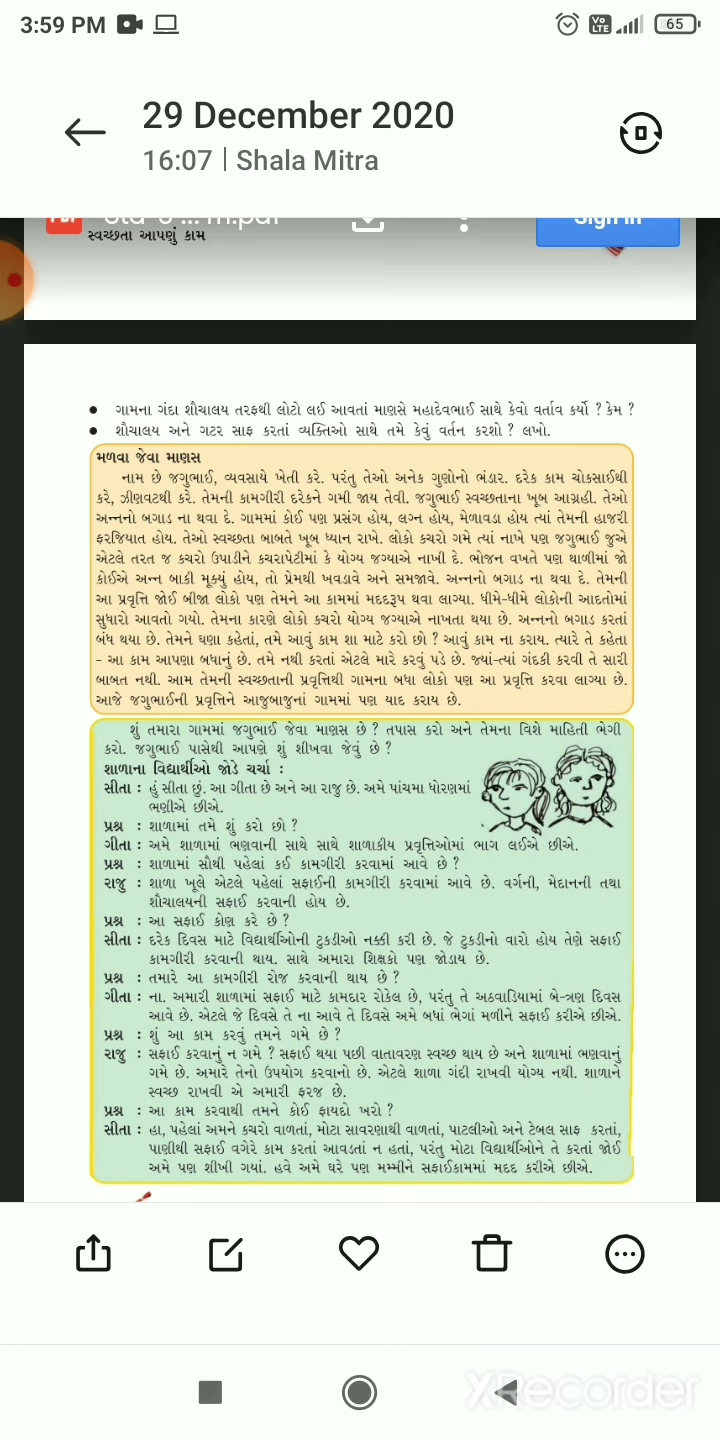 3:59 PM
Vo LTE
65
29 December 2020
16:07 | Shala Mitra
Sign in
સ્વચ્છતા આપણું કામ
● ગામના ગંદા શૌચાલય તરફથી લોટો લઈ આવતાં માણસે મહાદેવભાઈ સાથે કેવો વર્તાવ કર્યો ? કેમ ?
● શૌચાલય અને ગટર સાફ કરતાં વ્યક્તિઓ સાથે તમે કેવું વર્તન કરશો ? લખો.
મળવા જેવા માણસ
નામ છે જગુભાઈ, વ્યવસાયે ખેતી કરે. પરંતુ તેઓ અનેક ગુણોનો ભંડાર. દરેક કામ ચોકસાઈથી
કરે, ઝીણવટથી કરે. તેમની કામગીરી દરેકને ગમી જાય તેવી. જગુભાઈ સ્વચ્છતાના ખૂબ આગ્રહી. તેઓ
અન્નનો બગાડ ના થવા દે. ગામમાં કોઈ પણ પ્રસંગ હોય, લગ્ન હોય, મેળાવડા હોય ત્યાં તેમની હાજરી
ફરજિયાત હોય. તેઓ સ્વચ્છતા બાબતે ખૂબ ધ્યાન રાખે. લોકો કચરો ગમે ત્યાં નાખે પણ જગુભાઈ જુએ
એટલે તરત જ કચરો ઉપાડીને કચરાપેટીમાં કે યોગ્ય જગ્યાએ નાખી દે. ભોજન વખતે પણ થાળીમાં જો
કોઈએ અન્ન બાકી મૂક્યું હોય, તો પ્રેમથી ખવડાવે અને સમજાવે. અન્નનો બગાડ ના થવા દે. તેમની
આ પ્રવૃત્તિ જોઈ બીજા લોકો પણ તેમને આ કામમાં મદદરૂપ થવા લાગ્યા. ધીમે-ધીમે લોકોની આદતોમાં
સુધારો આવતો ગયો. તેમના કારણે લોકો કચરો યોગ્ય જગ્યાએ નાખતા થયા છે. અન્નનો બગાડ કરતાં
બંધ થયા છે. તેમને ઘણા કહેતાં, તમે આવું કામ શા માટે કરો છો ? આવું કામ ના કરાય. ત્યારે તે કહેતા
- આ કામ આપણા બધાનું છે. તમે નથી કરતાં એટલે મારે કરવું પડે છે. જ્યાં-ત્યાં ગંદકી કરવી તે સારી
બાબત નથી. આમ તેમની સ્વચ્છતાની પ્રવૃત્તિથી ગામના બધા લોકો પણ આ પ્રવૃત્તિ કરવા લાગ્યા છે.
આજે જગુભાઈની પ્રવૃત્તિને આજુબાજુનાં ગામમાં પણ યાદ કરાય છે.
શું તમારા ગામમાં જગુભાઈ જેવા માણસ છે ? તપાસ કરો અને તેમના વિશે માહિતી ભેગી
કરો. જગુભાઈ પાસેથી આપણે શું શીખવા જેવું છે ?
શાળાના વિદ્યાર્થીઓ જોડે ચર્ચા :
સીતા : હું સીતા છું. આ ગીતા છે અને આ રાજુ છે. અમે પાંચમા ધોરણમાં
ભણીએ છીએ.
પ્રશ્ન : શાળામાં તમે શું કરો છો ?
ગીતા : અમે શાળામાં ભણવાની સાથે સાથે શાળાકીય પ્રવૃત્તિઓમાં ભાગ લઈએ છીએ.
પ્રશ્ન : શાળામાં સૌથી પહેલાં કઈ કામગીરી કરવામાં આવે છે ?
રાજુ : શાળા ખૂલે એટલે પહેલાં સફાઈની કામગીરી કરવામાં આવે છે. વર્ગની, મેદાનની તથા
શૌચાલયની સફાઈ કરવાની હોય છે.
પ્રશ્ન : આ સફાઈ કોણ કરે છે ?
સીતા : દરેક દિવસ માટે વિદ્યાર્થીઓની ટુકડીઓ નક્કી કરી છે. જે ટુકડીનો વારો હોય તેણે સફાઈ
કામગીરી કરવાની થાય. સાથે અમારા શિક્ષકો પણ જોડાય છે.
પ્રશ્ન : તમારે આ કામગીરી રોજ કરવાની થાય છે ?
ગીતા : ના. અમારી શાળામાં સફાઈ માટે કામદાર રોકેલ છે, પરંતુ તે અઠવાડિયામાં બે-ત્રણ દિવસ
આવે છે. એટલે જે દિવસે તે ના આવે તે દિવસે અમે બધાં ભેગાં મળીને સફાઈ કરીએ છીએ.
પ્રશ્ન : શું આ કામ કરવું તમને ગમે છે ?
રાજુ : સફાઈ કરવાનું ન ગમે ? સફાઈ થયા પછી વાતાવરણ સ્વચ્છ થાય છે અને શાળામાં ભણવાનું
ગમે છે. અમારે તેનો ઉપયોગ કરવાનો છે. એટલે શાળા ગંદી રાખવી યોગ્ય નથી. શાળાને
સ્વચ્છ રાખવી એ અમારી ફરજ છે.
પ્રશ્ન : આ કામ કરવાથી તમને કોઈ ફાયદો ખરો ?
સીતા : હા, પહેલાં અમને કચરો વાળતાં, મોટા સાવરણાથી વાળતાં, પાટલીઓ અને ટેબલ સાફ કરતાં,
પાણીથી સફાઈ વગેરે કામ કરતાં આવડતાં ન હતાં, પરંતુ મોટા વિદ્યાર્થીઓને તે કરતાં જોઈ
અમે પણ શીખી ગયાં. હવે અમે ઘરે પણ મમ્મીને સફાઈકામમાં મદદ કરીએ છીએ.
XRecorder